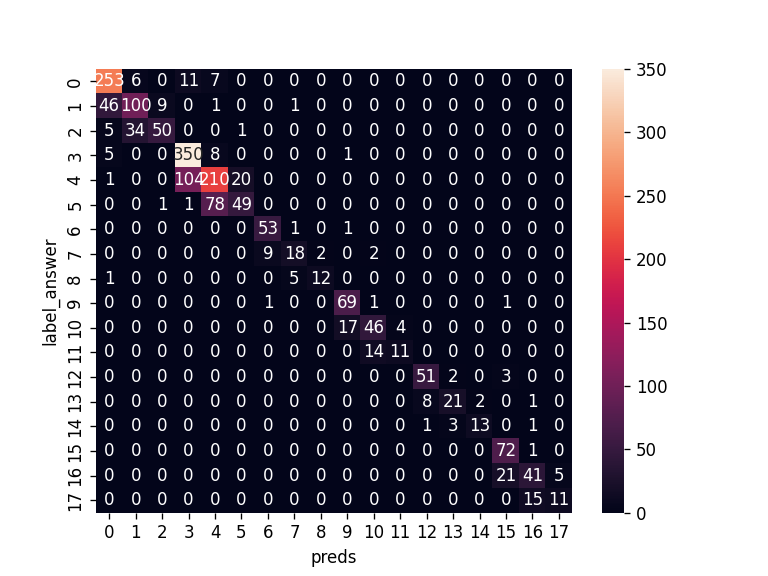 0 253 6 0 11 7 0 0 0 0 0 0 0 0 0 0 0 0 0
1 46 100 9 0 1 0 0 1 0 0 0 0 0 0 0 0 0 0
2 5 34 50 0 0 1 0 0 0 0 0 0 0 0 0 0 0 0
3 5 0 0 350 8 0 0 0 0 1 0 0 0 0 0 0 0 0
4 1 0 0 104 210 20 0 0 0 0 0 0 0 0 0 0 0 0
5 0 0 1 1 78 49 0 0 0 0 0 0 0 0 0 0 0 0
6 0 0 0 0 0 0 53 1 0 1 0 0 0 0 0 0 0 0
7 0 0 0 0 0 0 9 18 2 0 2 0 0 0 0 0 0 0
8 1 0 0 0 0 0 0 5 12 0 0 0 0 0 0 0 0 0
9 0 0 0 0 0 0 1 0 0 69 1 0 0 0 0 1 0 0
10 0 0 0 0 0 0 0 0 0 17 46 4 0 0 0 0 0 0
11 0 0 0 0 0 0 0 0 0 0 14 11 0 0 0 0 0 0
12 0 0 0 0 0 0 0 0 0 0 0 0 51 2 0 3 0 0
13 0 0 0 0 0 0 0 0 0 0 0 0 8 21 2 0 1 0
14 0 0 0 0 0 0 0 0 0 0 0 0 1 3 13 0 1 0
15 0 0 0 0 0 0 0 0 0 0 0 0 0 0 0 72 1 0
16 0 0 0 0 0 0 0 0 0 0 0 0 0 0 0 21 41 5
17 0 0 0 0 0 0 0 0 0 0 0 0 0 0 0 0 15 11
0 1 2 3 4 5 6 7 8 9 10 11 12 13 14 15 16 17
preds
label_answer
350
300
250
200
150
100
50
0